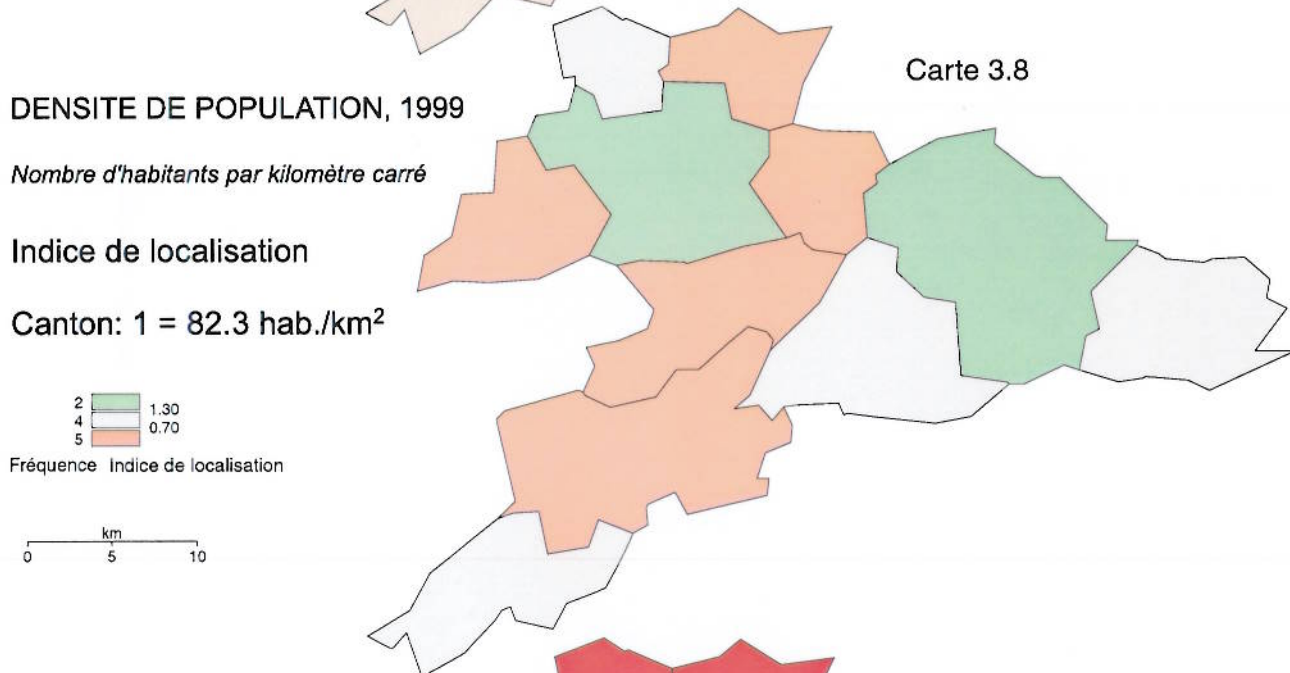 Carte 3.8
DENSITE DE POPULATION, 1999
Nombre d'habitants par kilomètre carré
Indice de localisation
Canton: 1 = 82.3 hab./km²
2
1.30
4
0.70
5
Fréquence Indice de localisation
km
0 5 10